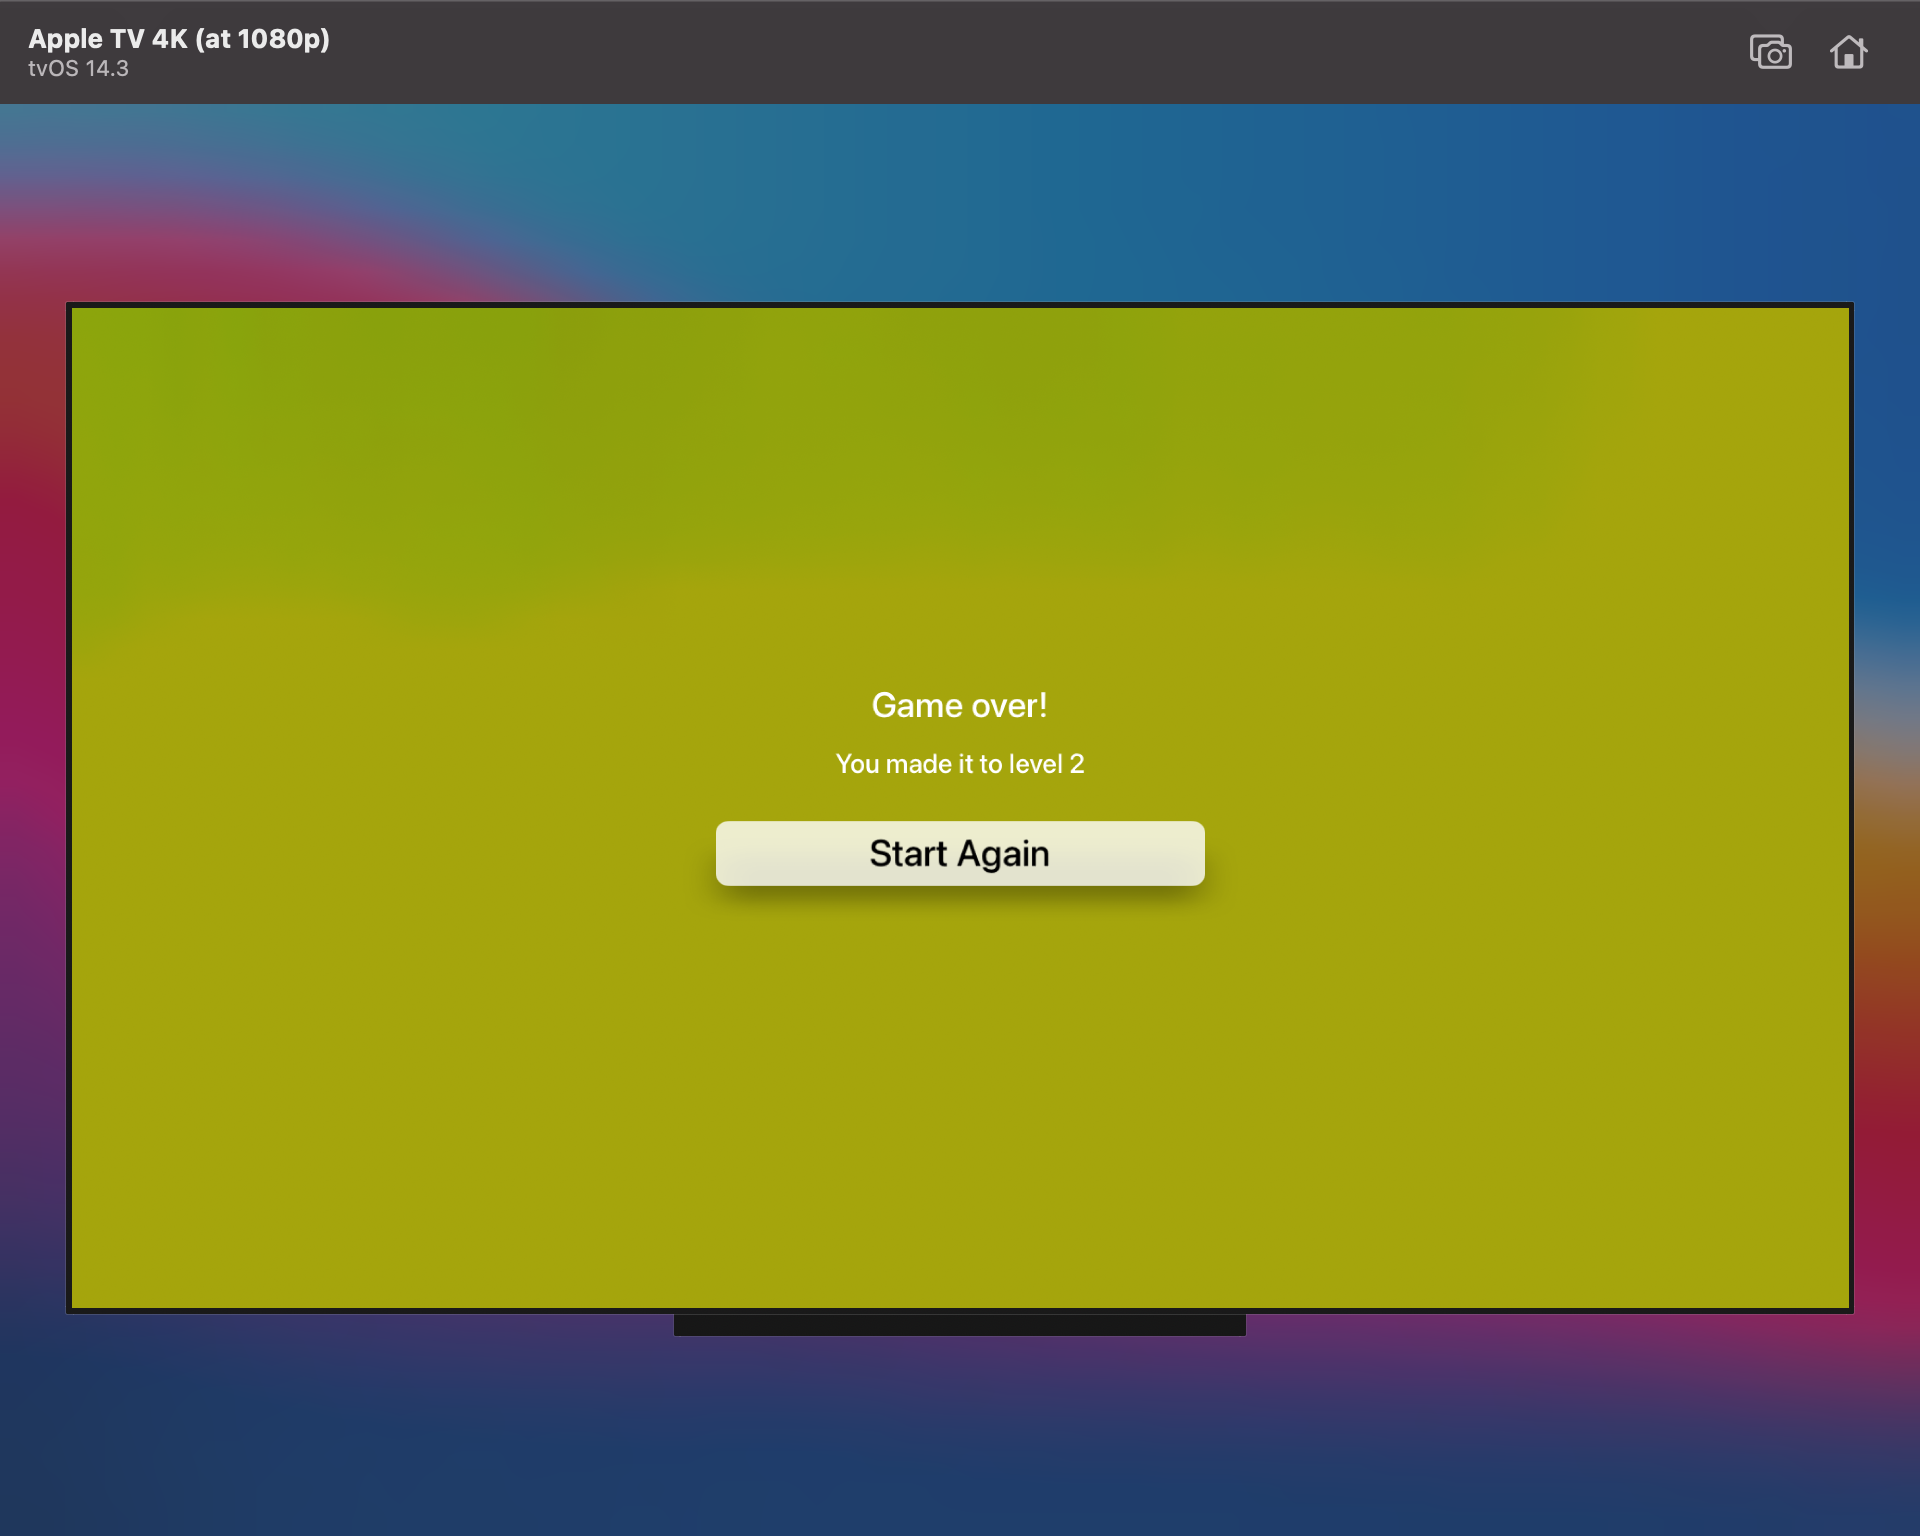 Apple TV 4K (at 1080p)
tvOS 14.3
Game over!
You made it to level 2
Start Again